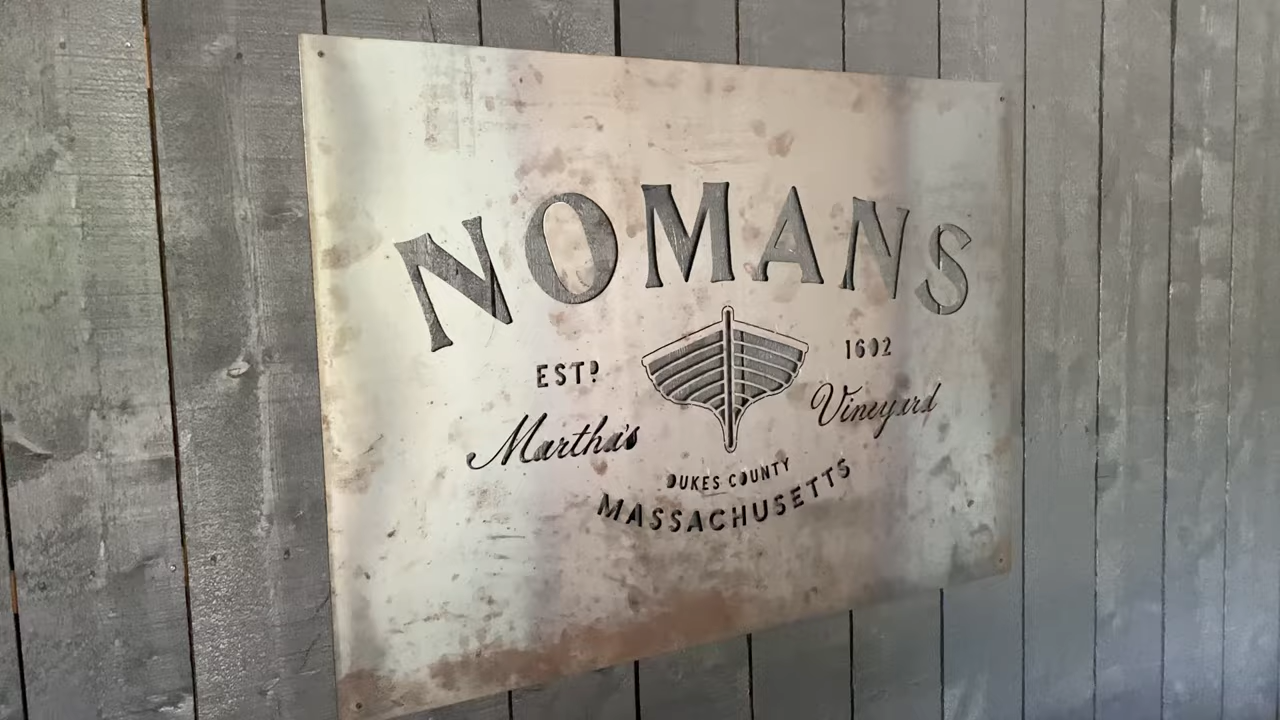 NOMANS
ESTD 1602
Martha's Vineyard
DUKES COUNTY
MASSACHUSETTS